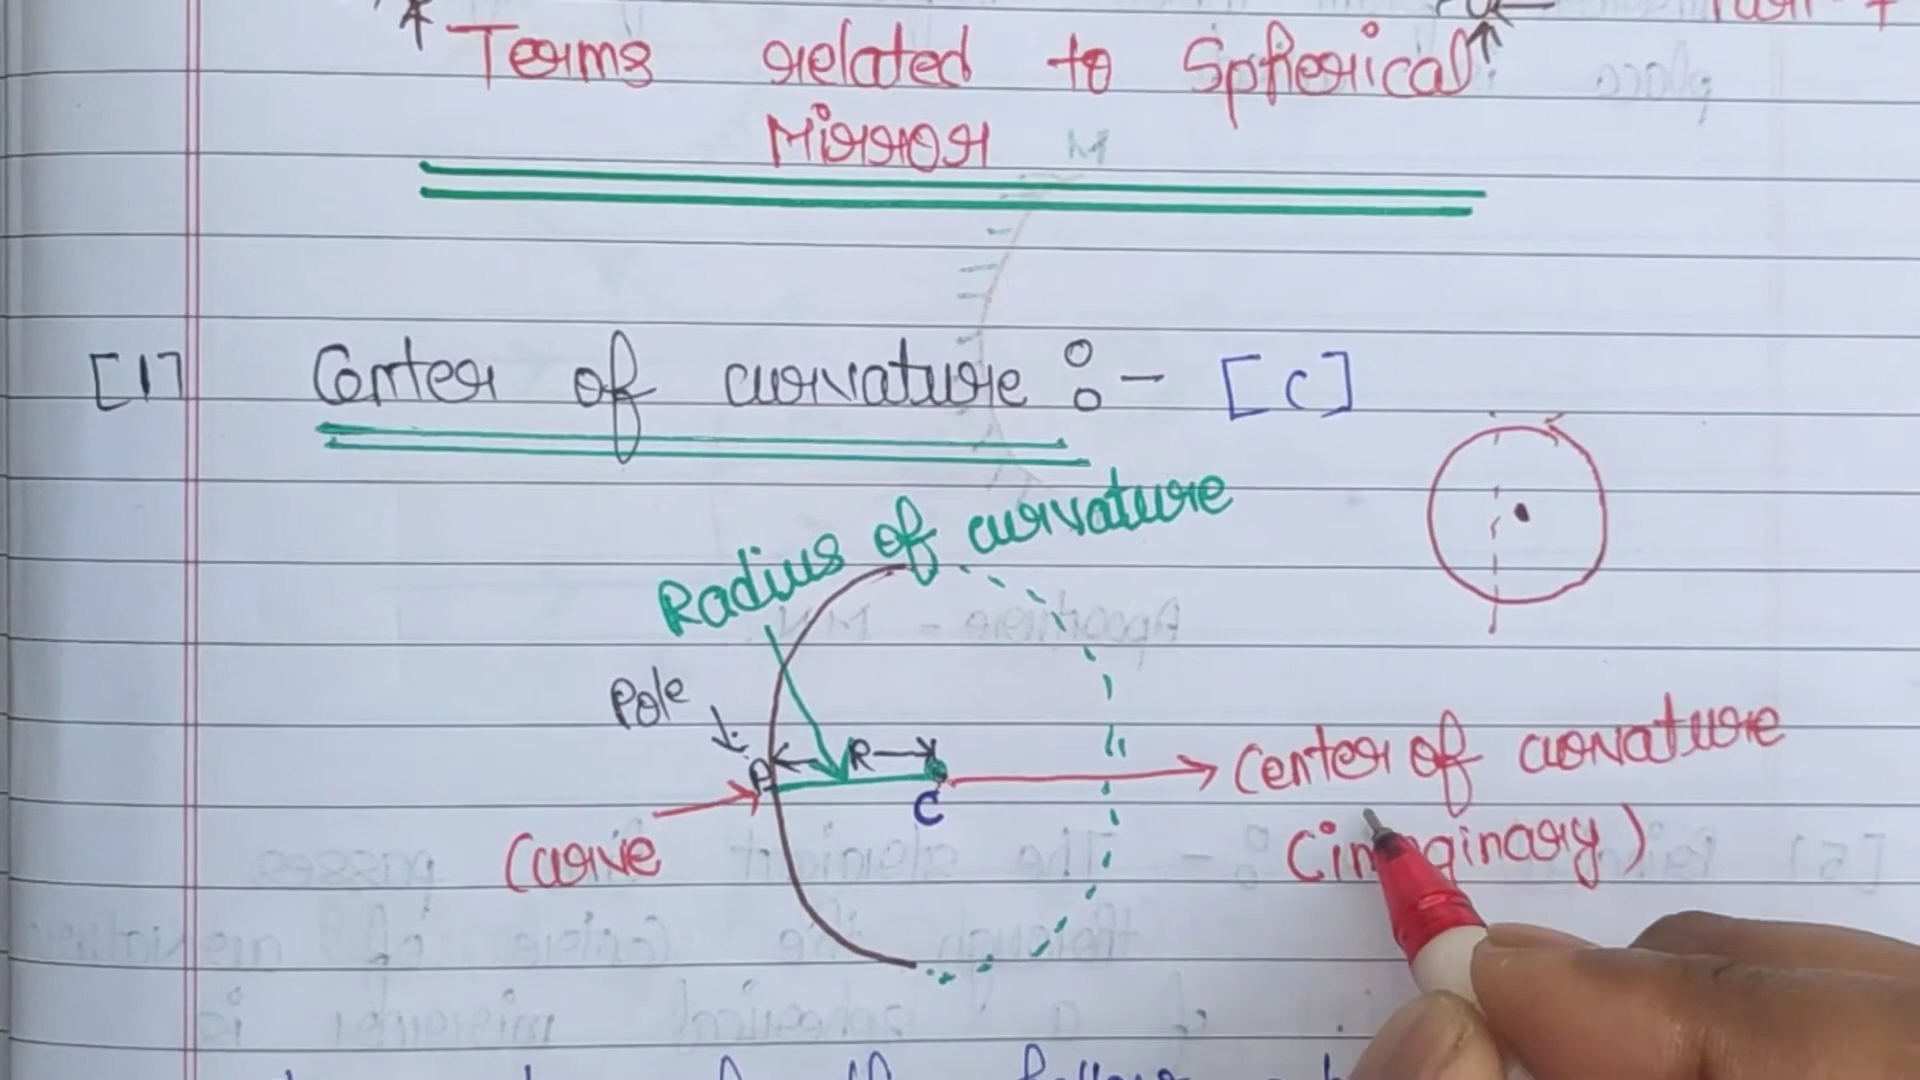 Terms related to Spherical
Mirror
M
[1] Center of curvature :- [C]
Radius of curvature
Pole
P
R
C
Center of curvature
(imaginary)
Curve